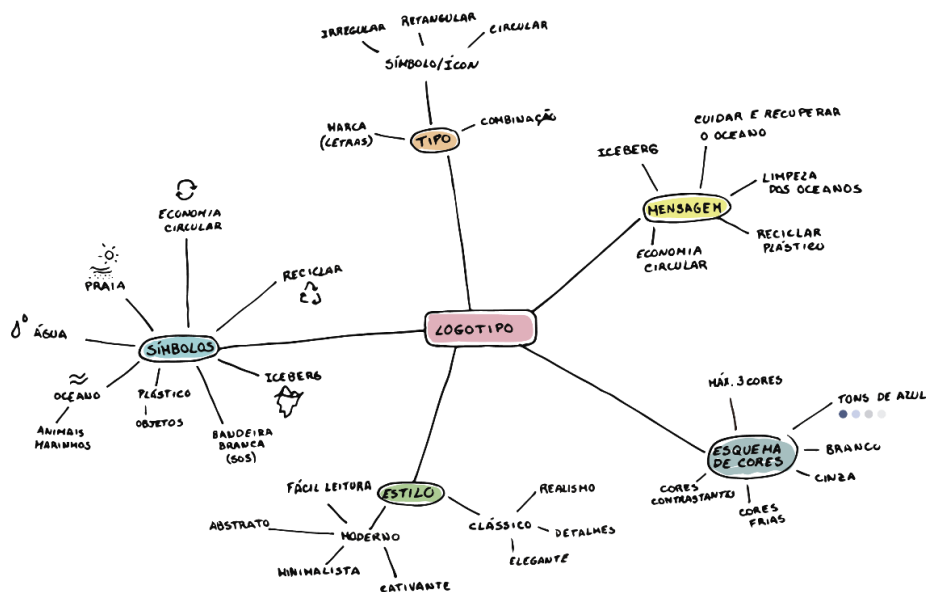 IRREGULAR
RETANGULAR
CIRCULAR
SÍMBOLO/ÍCON
MARCA
(LETRAS)
TIPO
COMBINAÇÃO
ICEBERG
CUIDAR E RECUPERAR
O OCEANO
LIMPEZA
DOS OCEANOS
MENSAGEM
RECICLAR
PLÁSTICO
ECONOMIA
CIRCULAR
LOGOTIPO
ECONOMIA
CIRCULAR
PRAIA
RECICLAR
ÁGUA
SÍMBOLOS
OCEANO
ANIMAIS
MARINHOS
PLÁSTICO
OBJETOS
BANDEIRA
BRANCA
(SOS)
ICEBERG
ESTILO
FÁCIL LEITURA
ABSTRATO
MODERNO
MINIMALISTA
CATIVANTE
CLÁSSICO
REALISMO
DETALHES
ELEGANTE
MÁX. 3 CORES
TONS DE AZUL
ESQUEMA
DE CORES
BRANCO
CINZA
CORES
CONTRASTANTES
CORES
FRIAS